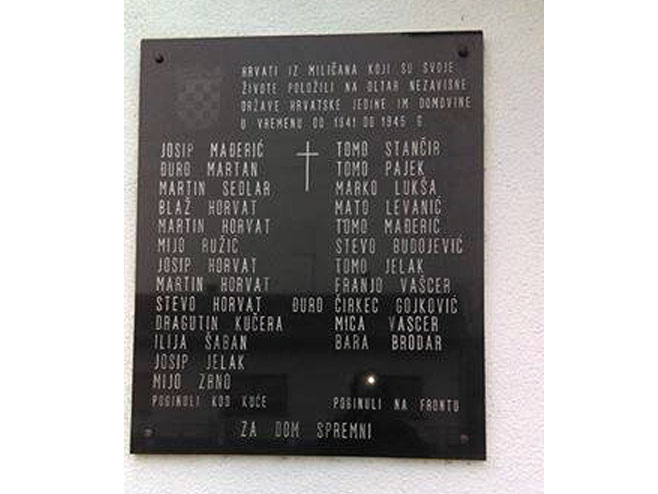 HRVATI IZ MILIČANA KOJI SU SVOJE
ŽIVOTE POLOŽILI NA OLTAR NEZAVISNE
DRŽAVE HRVATSKE JEDINE IM DOMOVINE
U VREMENU OD 1941 DO 1945 G
JOSIP MAĐERIĆ
ĐURO MARTAN
MARTIN SEDLAR
BLAŽ HORVAT
MARTIN HORVAT
MIJO RUŽIĆ
JOSIP HORVAT
MARTIN HORVAT
STEVO HORVAT
DRAGUTIN KUČERA
ILIJA ŠABAN
JOSIP JELAK
MIJO ZRNO
POGINULI KOD KUĆE
TOMO STANČIR
TOMO PAJEK
MARKO LUKŠA
MATO LEVANIĆ
TOMO MAĐERIĆ
STEVO BUDOJEVIĆ
TOMO JELAK
FRANJO VAŠCER
ĐURO ĆIRKEC GOJKOVIĆ
MICA VASCER
BARA BRODAR
POGINULI NA FRONTU
ZA DOM SPREMNI